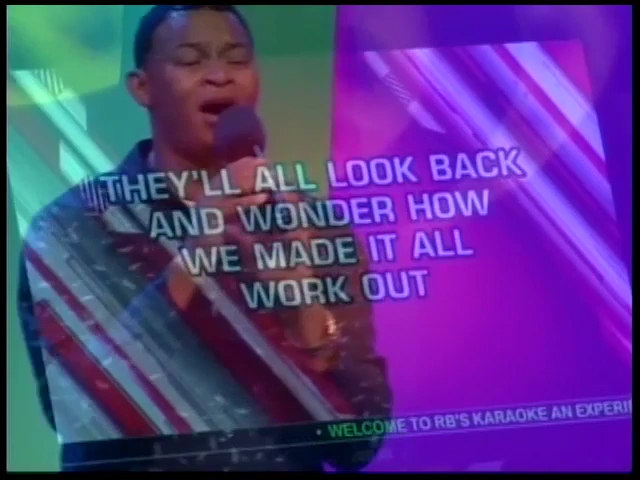 THEY'LL ALL LOOK BACK
AND WONDER HOW
WE MADE IT ALL
WORK OUT
• WELCOME TO RB'S KARAOKE AN EXPERI